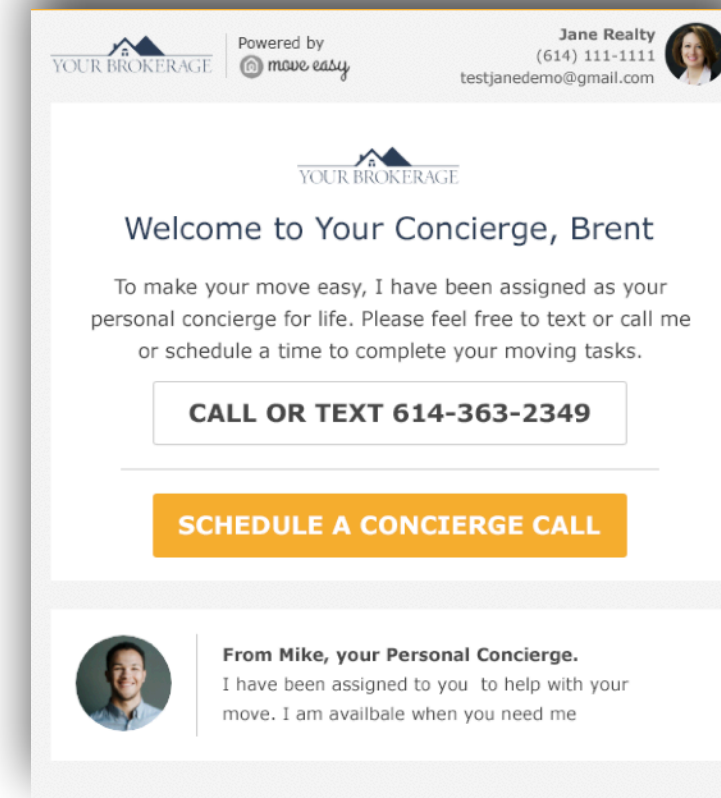 YOUR BROKERAGE
Powered by
move easy
Jane Realty
(614) 111-1111
testjanedemo@gmail.com
YOUR BROKERAGE
Welcome to Your Concierge, Brent
To make your move easy, I have been assigned as your
personal concierge for life. Please feel free to text or call me
or schedule a time to complete your moving tasks.
CALL OR TEXT 614-363-2349
SCHEDULE A CONCIERGE CALL
From Mike, your Personal Concierge.
I have been assigned to you  to help with your
move. I am availbale when you need me